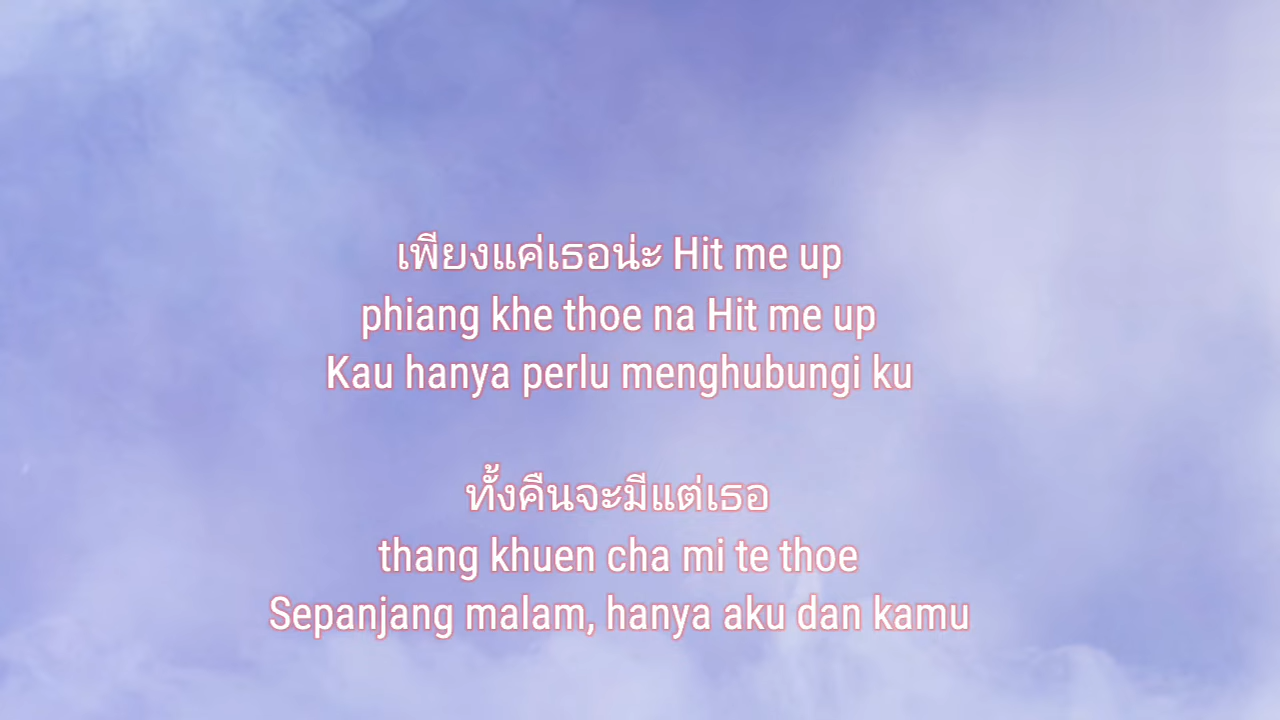 เพียงแค่เธอน่ะ Hit me up
phiang khe thoe na Hit me up
Kau hanya perlu menghubungi ku
ทั้งคืนจะมีแต่เธอ
thang khuen cha mi te thoe
Sepanjang malam, hanya aku dan kamu